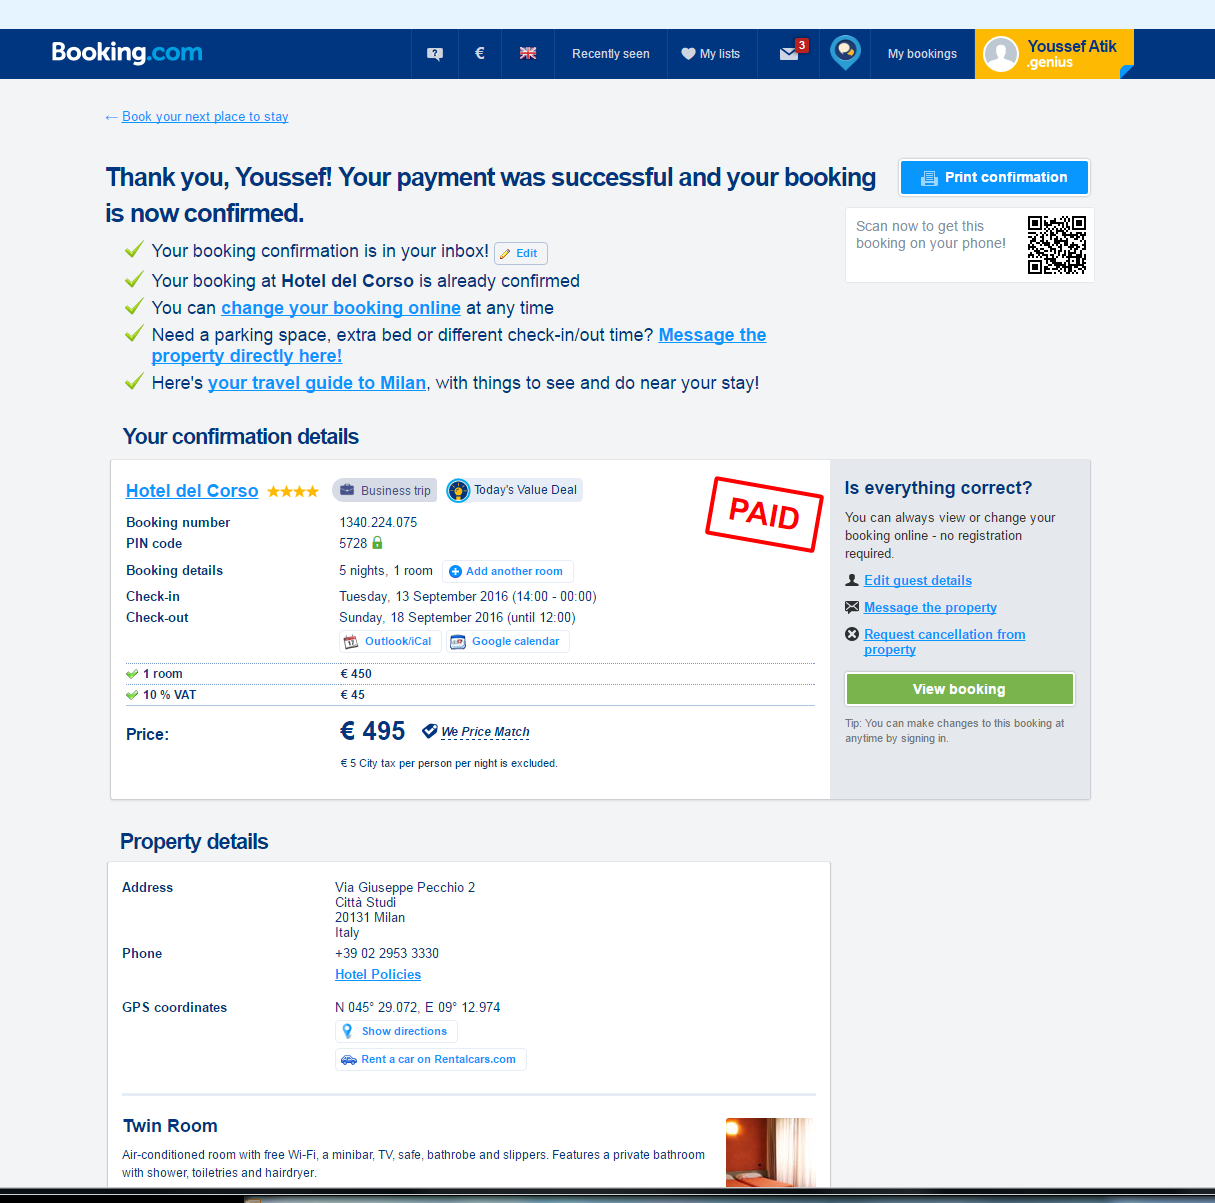 Booking.com
?
€
Recently seen
My lists
3
My bookings
Youssef Atik
.genius
← Book your next place to stay
Thank you, Youssef! Your payment was successful and your booking
is now confirmed.
Print confirmation
Scan now to get this
booking on your phone!
Your booking confirmation is in your inbox! Edit
Your booking at Hotel del Corso is already confirmed
You can change your booking online at any time
Need a parking space, extra bed or different check-in/out time? Message the
property directly here!
Here's your travel guide to Milan, with things to see and do near your stay!
Your confirmation details
Hotel del Corso Business trip Today's Value Deal
PAID
Booking number 1340.224.075
PIN code 5728
Booking details 5 nights, 1 room Add another room
Check-in Tuesday, 13 September 2016 (14:00 - 00:00)
Check-out Sunday, 18 September 2016 (until 12:00)
Outlook/iCal Google calendar
1 room € 450
10 % VAT € 45
Price: € 495 We Price Match
€ 5 City tax per person per night is excluded.
Is everything correct?
You can always view or change your
booking online - no registration
required.
Edit guest details
Message the property
Request cancellation from
property
View booking
Tip: You can make changes to this booking at
anytime by signing in.
Property details
Address Via Giuseppe Pecchio 2
Città Studi
20131 Milan
Italy
Phone +39 02 2953 3330
Hotel Policies
GPS coordinates N 045° 29.072, E 09° 12.974
Show directions
Rent a car on Rentalcars.com
Twin Room
Air-conditioned room with free Wi-Fi, a minibar, TV, safe, bathrobe and slippers. Features a private bathroom
with shower, toiletries and hairdryer.